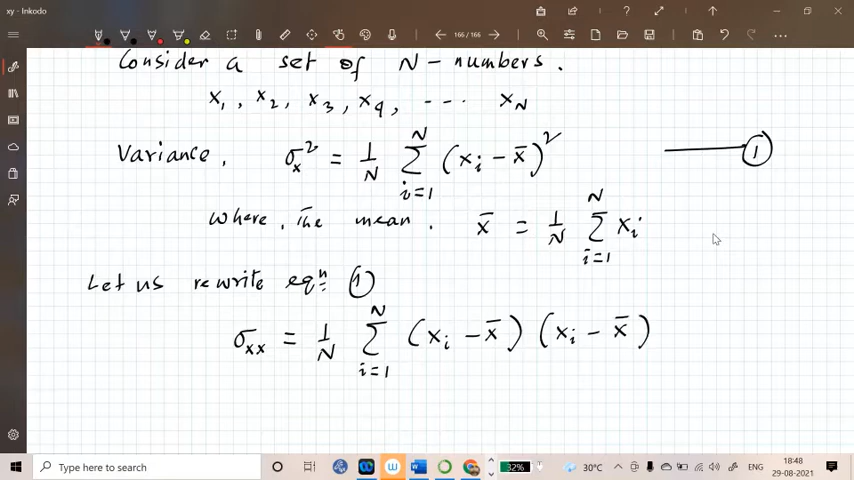 xy - Inkodo
166 / 166
Consider a set of N-numbers.
x₁, x₂, x₃, x₄, --- x_N
Variance, σₓ² = 1/N Σ_{i=1}^{N} (xᵢ - x̄)² ——— ①
where, the mean. x̄ = 1/N Σ_{i=1}^{N} xᵢ
Let us rewrite eqⁿ ①
σₓₓ = 1/N Σ_{i=1}^{N} (xᵢ - x̄) (xᵢ - x̄)
Type here to search
32%
30°C
ENG
18:48
29-08-2021